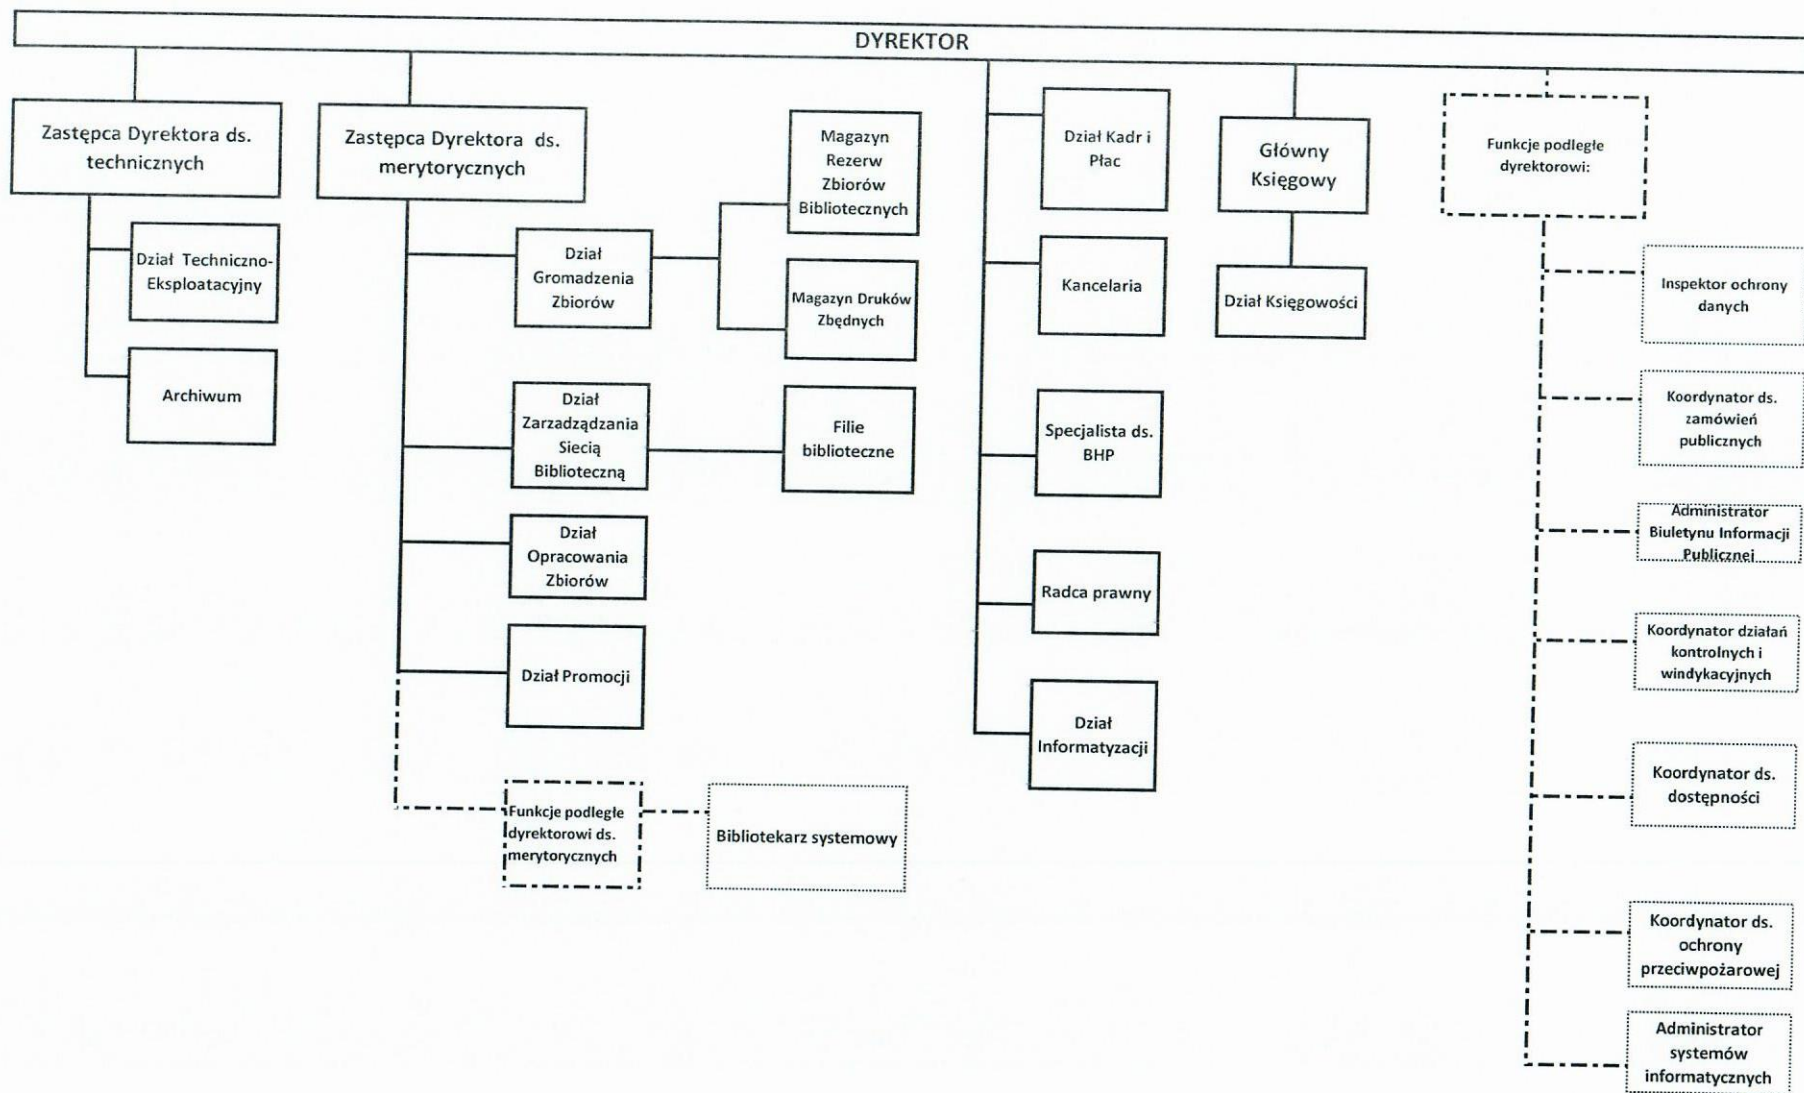 DYREKTOR
Zastępca Dyrektora ds.
technicznych
Dział Techniczno-
Eksploatacyjny
Archiwum
Zastępca Dyrektora ds.
merytorycznych
Dział
Gromadzenia
Zbiorów
Magazyn
Rezerw
Zbiorów
Bibliotecznych
Magazyn Druków
Zbędnych
Dział
Zarzadządzania
Siecią
Biblioteczną
Filie
biblioteczne
Dział
Opracowania
Zbiorów
Dział Promocji
Funkcje podległe
dyrektorowi ds.
merytorycznych
Bibliotekarz systemowy
Dział Kadr i
Płac
Kancelaria
Specjalista ds.
BHP
Radca prawny
Dział
Informatyzacji
Główny
Księgowy
Dział Księgowości
Funkcje podległe
dyrektorowi:
Inspektor ochrony
danych
Koordynator ds.
zamówień
publicznych
Administrator
Biuletynu Informacji
Publicznej
Koordynator działań
kontrolnych i
windykacyjnych
Koordynator ds.
dostępności
Koordynator ds.
ochrony
przeciwpożarowej
Administrator
systemów
informatycznych